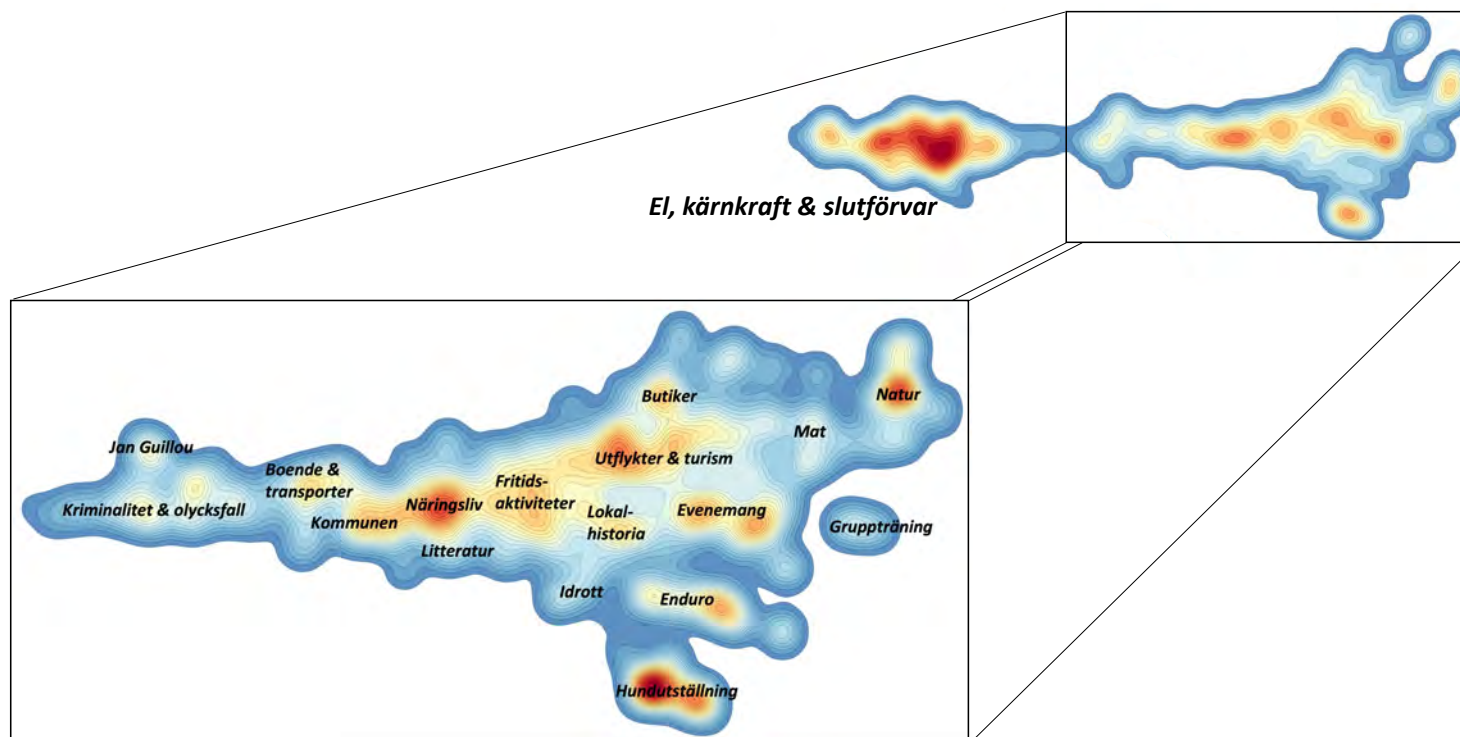 El, kärnkraft & slutförvar
Butiker
Natur
Jan Guillou
Mat
Utflykter & turism
Boende &
transporter
Fritids-
aktiviteter
Kriminalitet & olycksfall
Näringsliv
Kommunen
Lokal-
historia
Evenemang
Gruppträning
Litteratur
Idrott
Enduro
Hundutställning